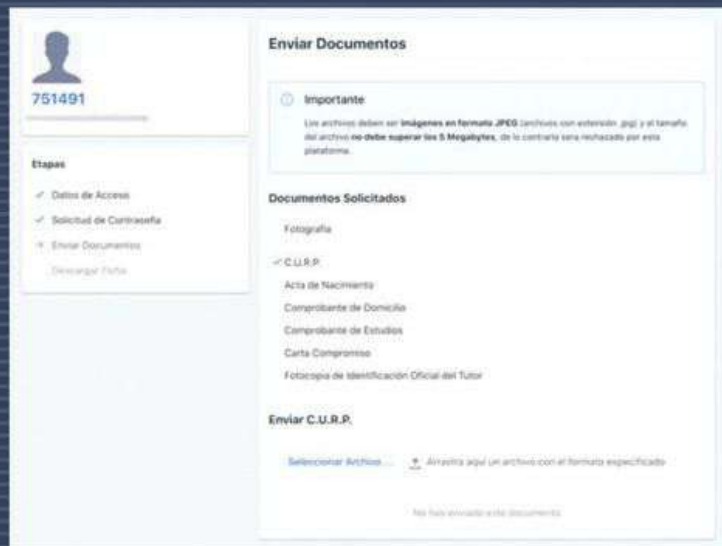 751491
Etapas
✓ Datos de Acceso
✓ Solicitud de Contraseña
Enviar Documentos
Descargar Ficha
Enviar Documentos
Importante
Los archivos deben ser imágenes en formato JPEG (archivos con extensión .jpg) y el tamaño
del archivo no debe superar los 5 Megabytes, de lo contrario será rechazado por esta
plataforma.
Documentos Solicitados
Fotografía
✓ C.U.R.P.
Acta de Nacimiento
Comprobante de Domicilio
Comprobante de Estudios
Carta Compromiso
Fotocopia de Identificación Oficial del Tutor
Enviar C.U.R.P.
Seleccionar Archivo ... Arrastra aquí un archivo con el formato especificado
No has enviado este documento